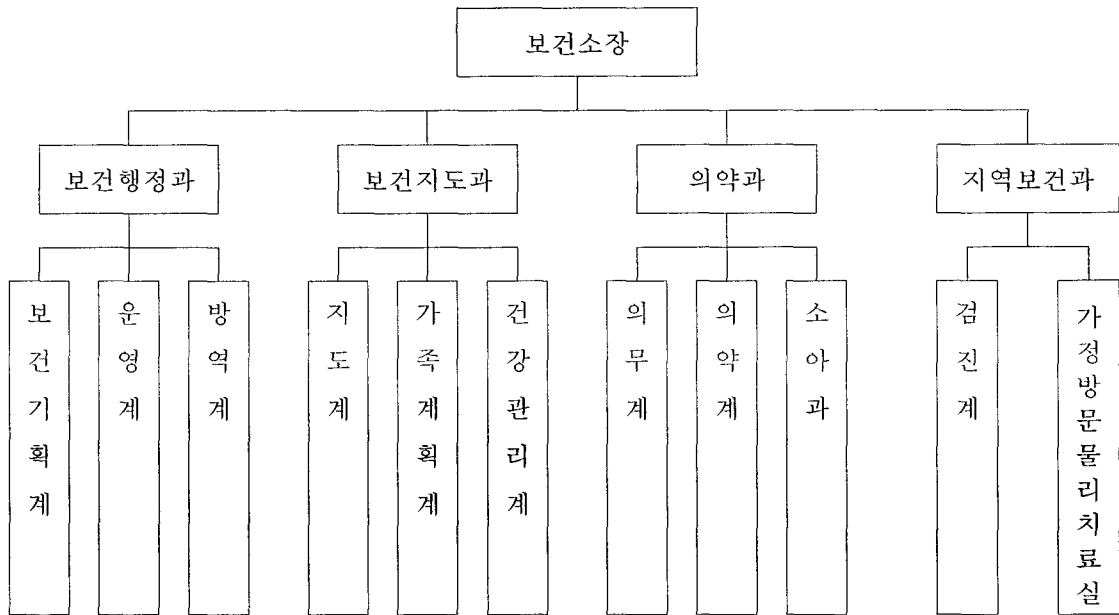 보건소장
보건행정과
보건지도과
의약과
지역보건과
보건기획계
운영계
방역계
지도계
가족계획계
건강관리계
의무계
의약계
소아과
검진계
가정방문물리치료실